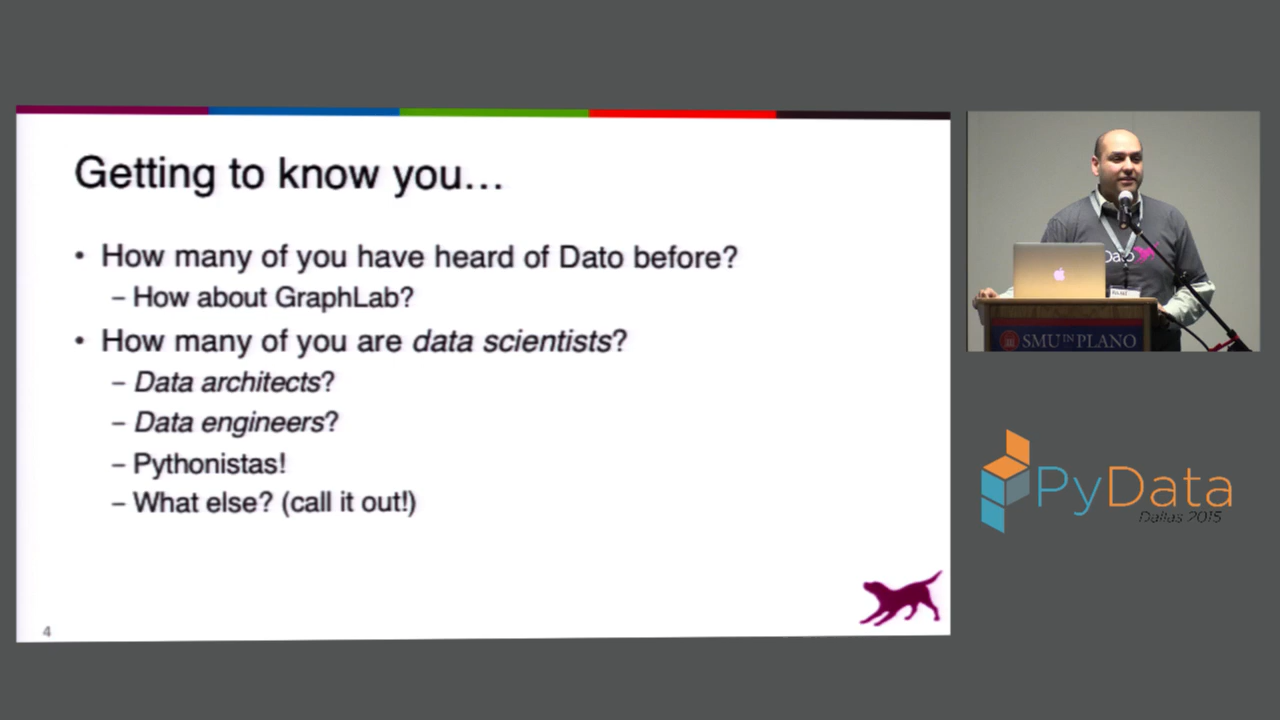 Getting to know you...
• How many of you have heard of Dato before?
– How about GraphLab?
• How many of you are data scientists?
– Data architects?
– Data engineers?
– Pythonistas!
– What else? (call it out!)
4
Dato
SMU IN PLANO
PyData
Dallas 2015